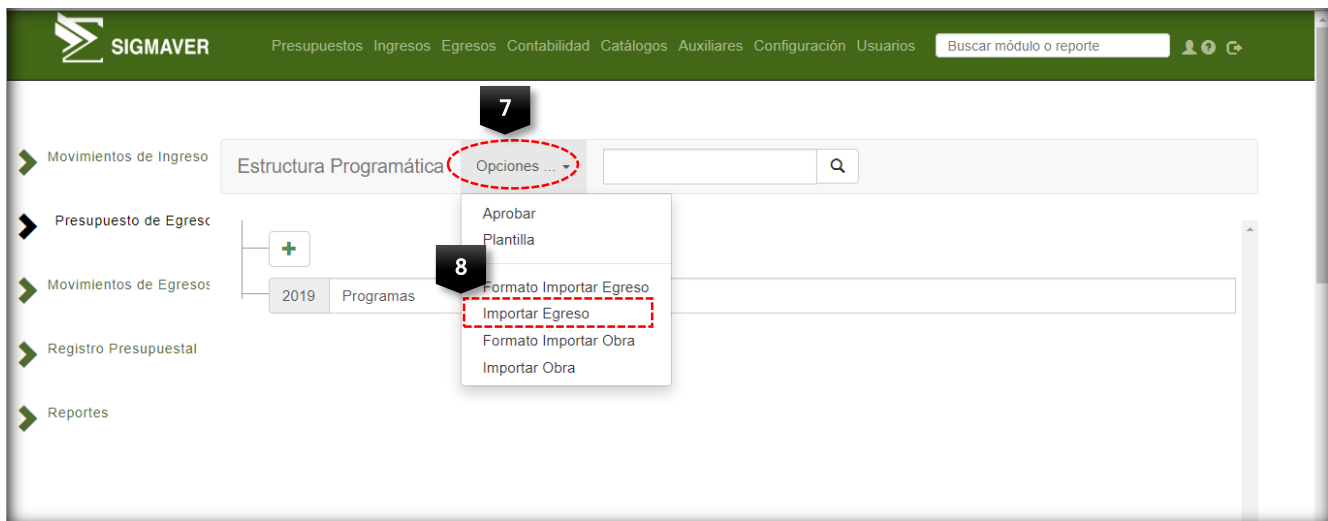 SIGMAVER
Presupuestos Ingresos Egresos Contabilidad Catálogos Auxiliares Configuración Usuarios
Buscar módulo o reporte
7
Movimientos de Ingreso
Estructura Programática
Opciones ...
Presupuesto de Egreso
Aprobar
Plantilla
8
Movimientos de Egresos
2019 Programas
Formato Importar Egreso
Importar Egreso
Formato Importar Obra
Importar Obra
Registro Presupuestal
Reportes